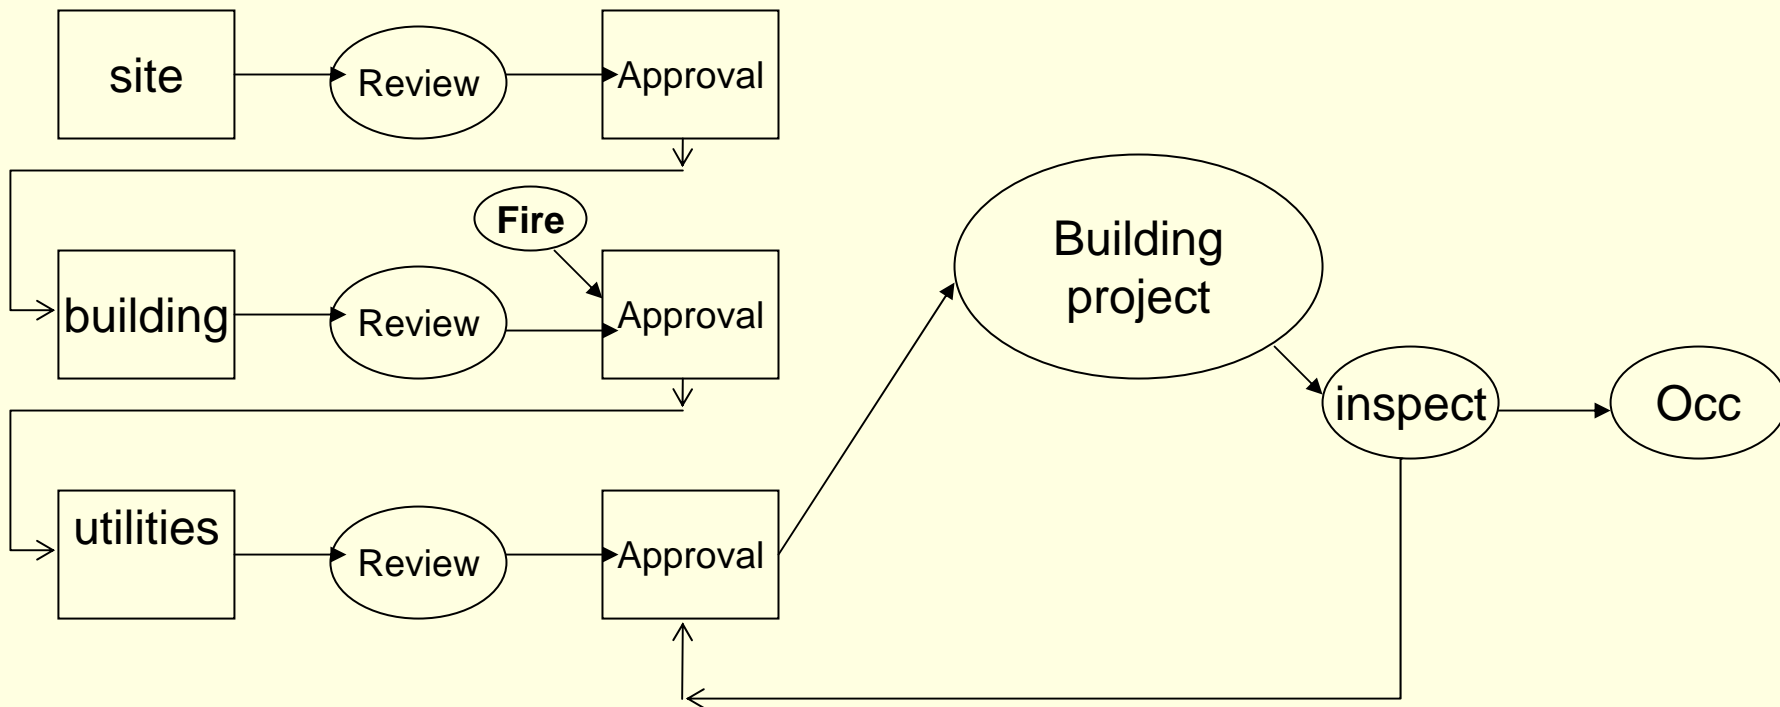 site
Review
Approval
Fire
building
Review
Approval
utilities
Review
Approval
Building
project
inspect
Occ